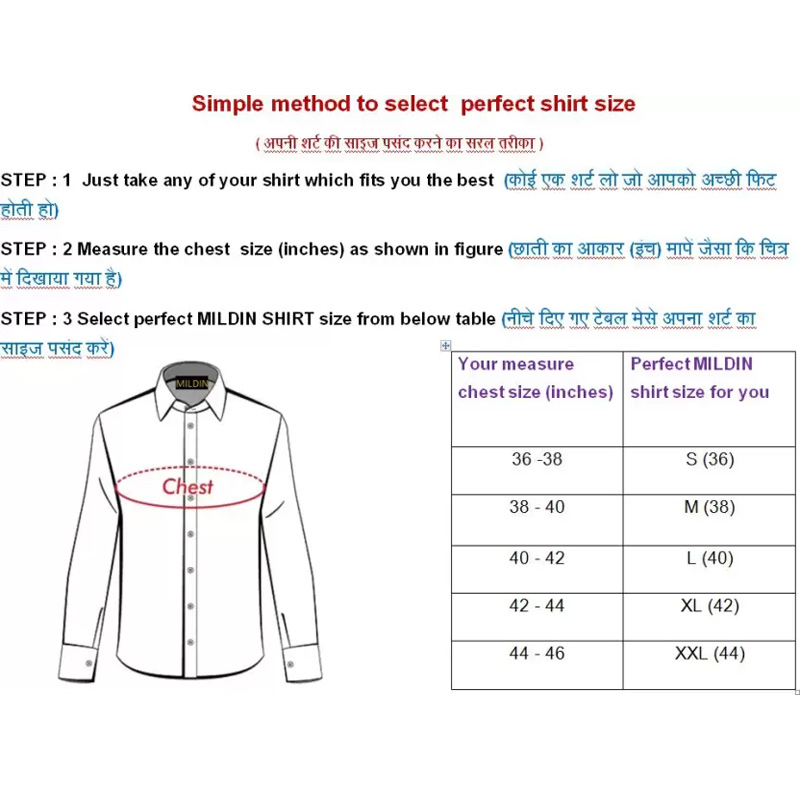 Simple method to select perfect shirt size
( अपनी शर्ट की साइज पसंद करने का सरल तरीका )
STEP : 1 Just take any of your shirt which fits you the best (कोई एक शर्ट लो जो आपको अच्छी फिट
होती हो)
STEP : 2 Measure the chest size (inches) as shown in figure (छाती का आकार (इंच) मापें जैसा कि चित्र
में दिखाया गया है)
STEP : 3 Select perfect MILDIN SHIRT size from below table (नीचे दिए गए टेबल मेसे अपना शर्ट का
साइज पसंद करें)
MILDIN
Chest
Your measure Perfect MILDIN
chest size (inches) shirt size for you
36 -38 S (36)
38 - 40 M (38)
40 - 42 L (40)
42 - 44 XL (42)
44 - 46 XXL (44)